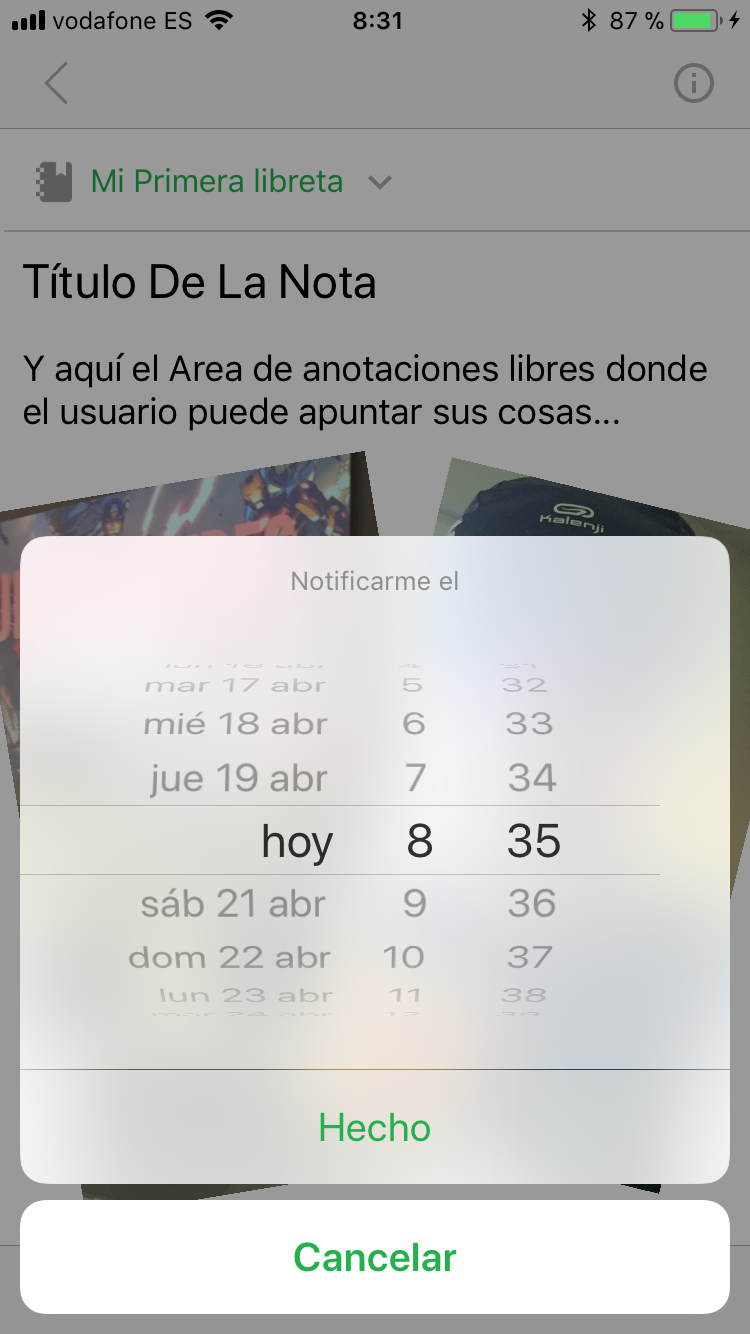 vodafone ES 8:31 87 %
Mi Primera libreta
Título De La Nota
Y aquí el Area de anotaciones libres donde
el usuario puede apuntar sus cosas...
Kalenji
Notificarme el
mar 17 abr 5 32
mié 18 abr 6 33
jue 19 abr 7 34
hoy 8 35
sáb 21 abr 9 36
dom 22 abr 10 37
lun 23 abr 11 38
Hecho
Cancelar